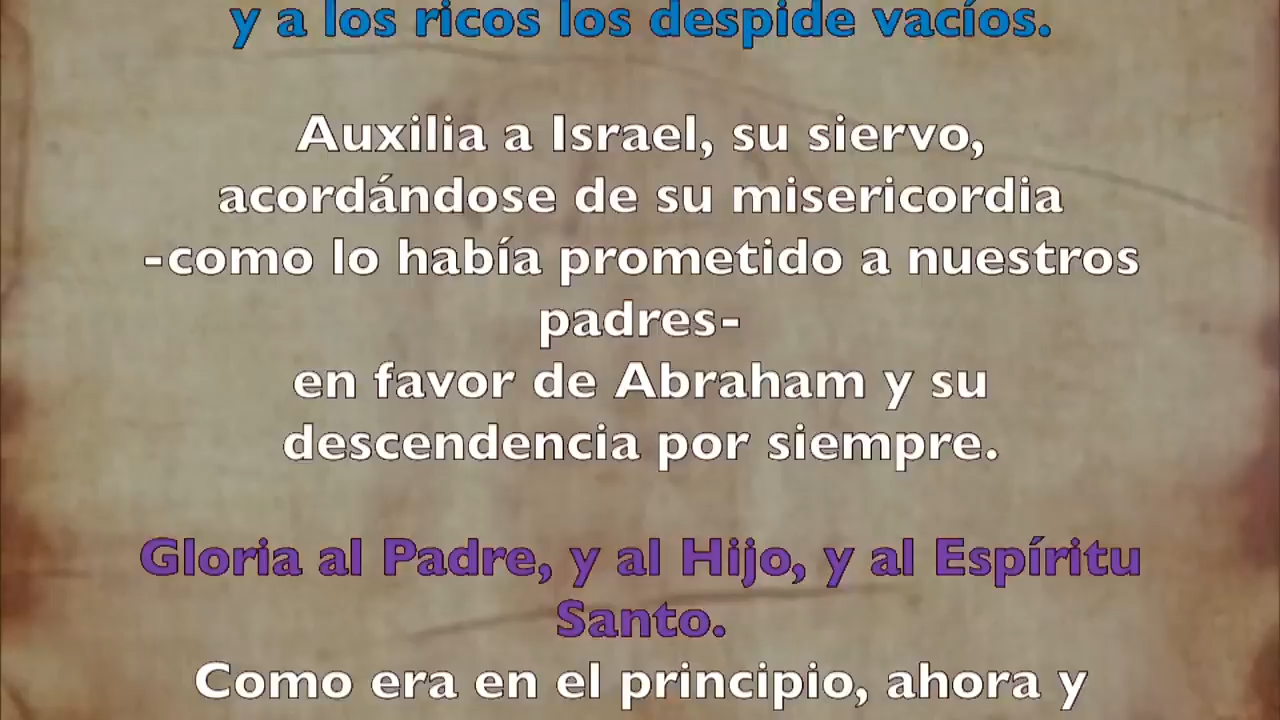 y a los ricos los despide vacíos.
Auxilia a Israel, su siervo,
acordándose de su misericordia
-como lo había prometido a nuestros
padres-
en favor de Abraham y su
descendencia por siempre.
Gloria al Padre, y al Hijo, y al Espíritu
Santo.
Como era en el principio, ahora y